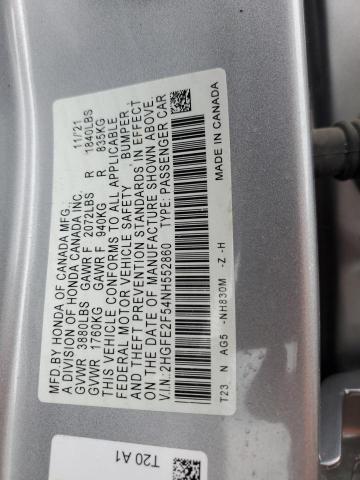 MFD.BY HONDA OF CANADA MFG. 11/21
A DIVISION OF HONDA CANADA INC.
GVWR 3880LBS GAWR F 2072LBS R 1840LBS
GVWR 1760KG GAWR F 940KG R 835KG
THIS VEHICLE CONFORMS TO ALL APPLICABLE
FEDERAL MOTOR VEHICLE SAFETY, BUMPER,
AND THEFT PREVENTION STANDARDS IN EFFECT
ON THE DATE OF MANUFACTURE SHOWN ABOVE.
V.I.N.:2HGFE2F54NH552860 TYPE:PASSENGER CAR
T23 N AG5 -NH830M -Z -H MADE IN CANADA
T20 A1